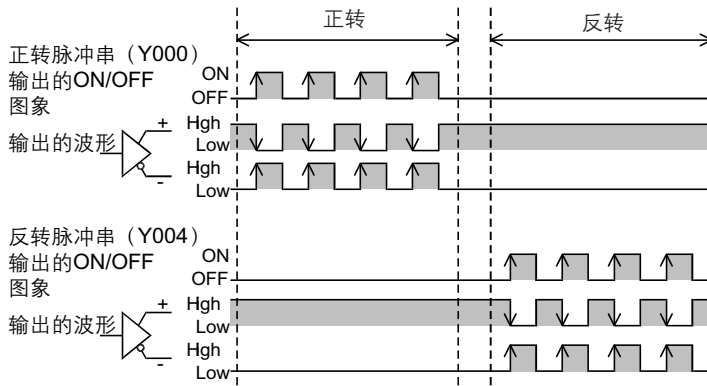 正转
反转
正转脉冲串（Y000）
输出的ON/OFF
图象
ON
OFF
输出的波形
+
-
Hgh
Low
Hgh
Low
反转脉冲串（Y004）
输出的ON/OFF
图象
ON
OFF
输出的波形
+
-
Hgh
Low
Hgh
Low